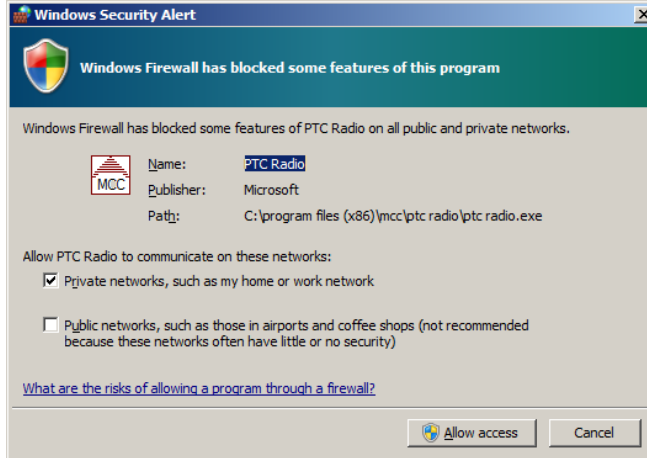 Windows Security Alert
Windows Firewall has blocked some features of this program
Windows Firewall has blocked some features of PTC Radio on all public and private networks.
MCC
Name: PTC Radio
Publisher: Microsoft
Path: C:\program files (x86)\mcc\ptc radio\ptc radio.exe
Allow PTC Radio to communicate on these networks:
Private networks, such as my home or work network
Public networks, such as those in airports and coffee shops (not recommended
because these networks often have little or no security)
What are the risks of allowing a program through a firewall?
Allow access Cancel